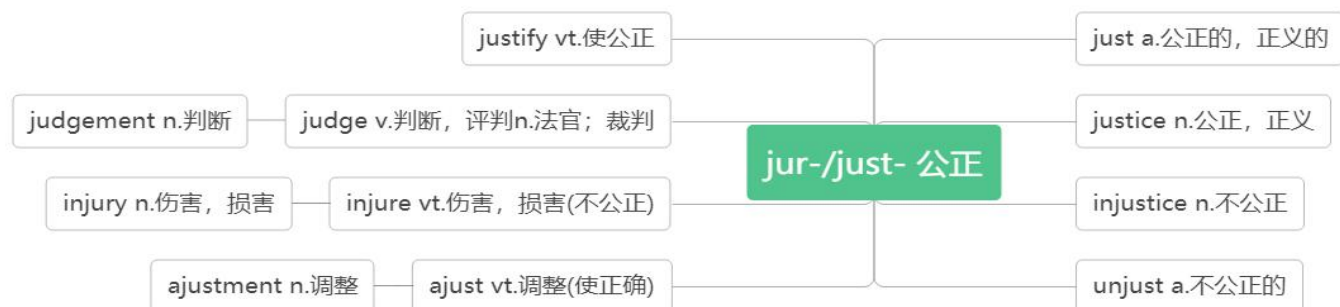 justify vt.使公正
just a.公正的，正义的
judgement n.判断
judge v.判断，评判n.法官；裁判
justice n.公正，正义
jur-/just- 公正
injury n.伤害，损害
injure vt.伤害，损害(不公正)
injustice n.不公正
ajustment n.调整
ajust vt.调整(使正确)
unjust a.不公正的